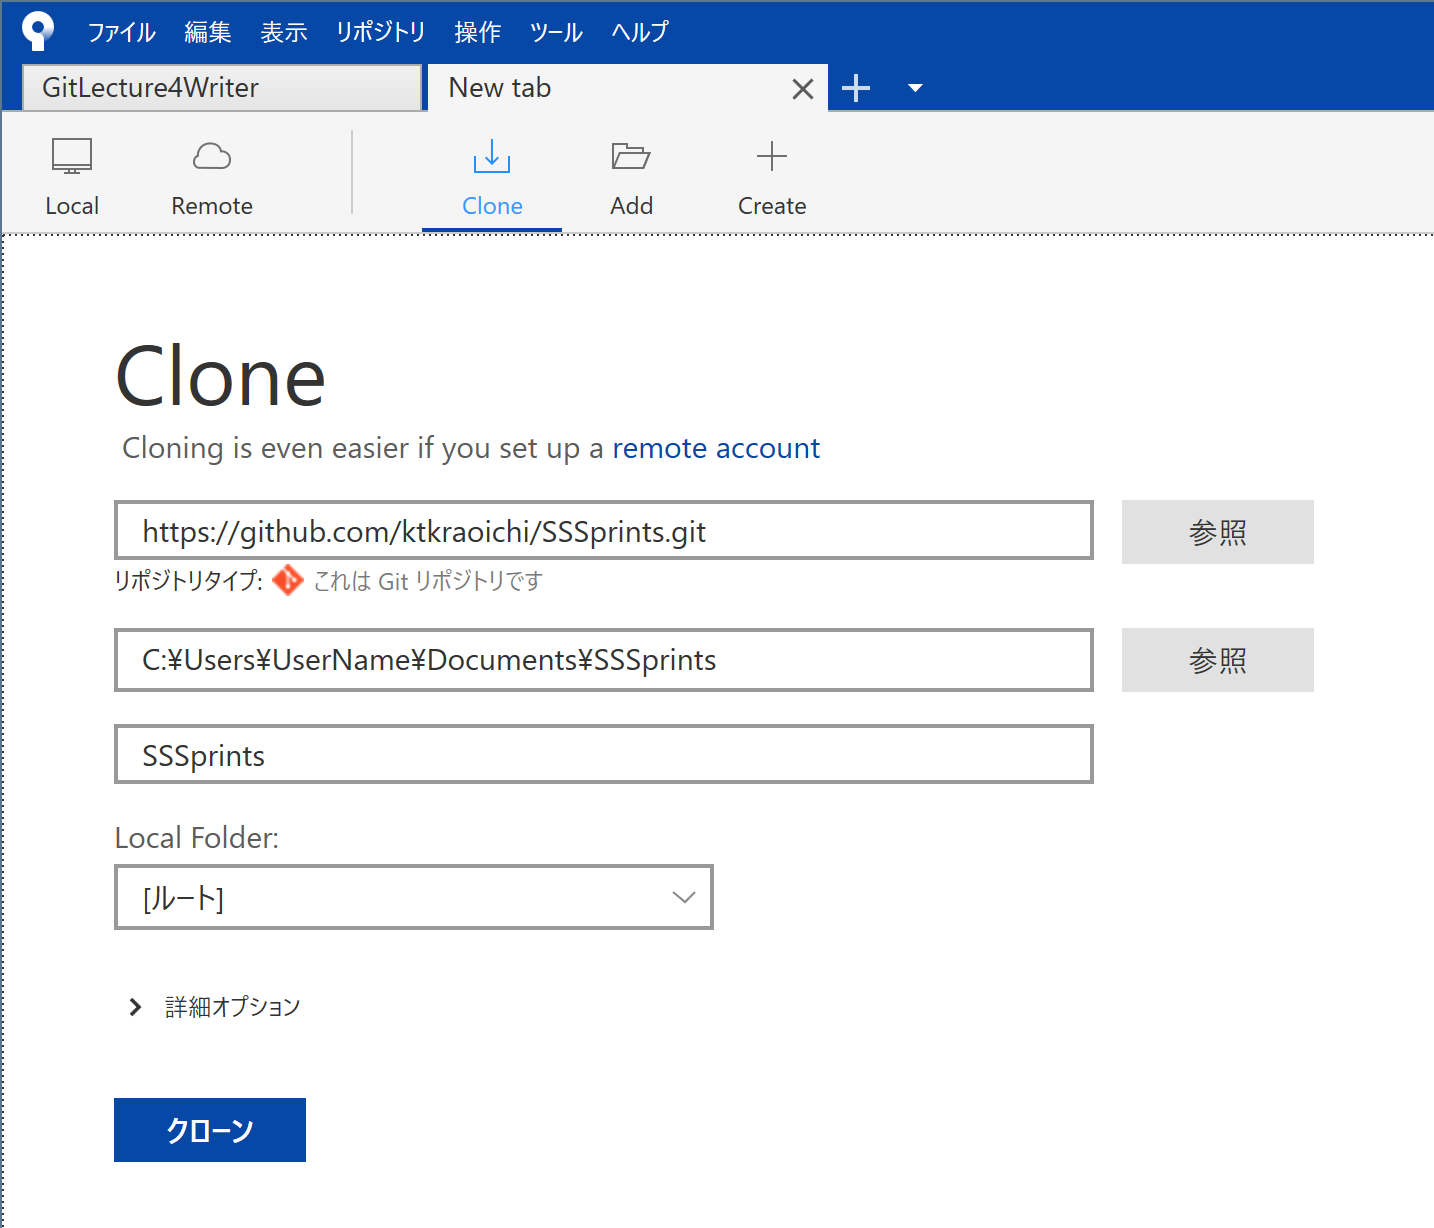 ファイル 編集 表示 リポジトリ 操作 ツール ヘルプ
GitLecture4Writer New tab
Local Remote Clone Add Create
Clone
Cloning is even easier if you set up a remote account
https://github.com/ktkraoichi/SSSprints.git 参照
リポジトリタイプ: これは Git リポジトリです
C:¥Users¥UserName¥Documents¥SSSprints 参照
SSSprints
Local Folder:
[ルート]
詳細オプション
クローン